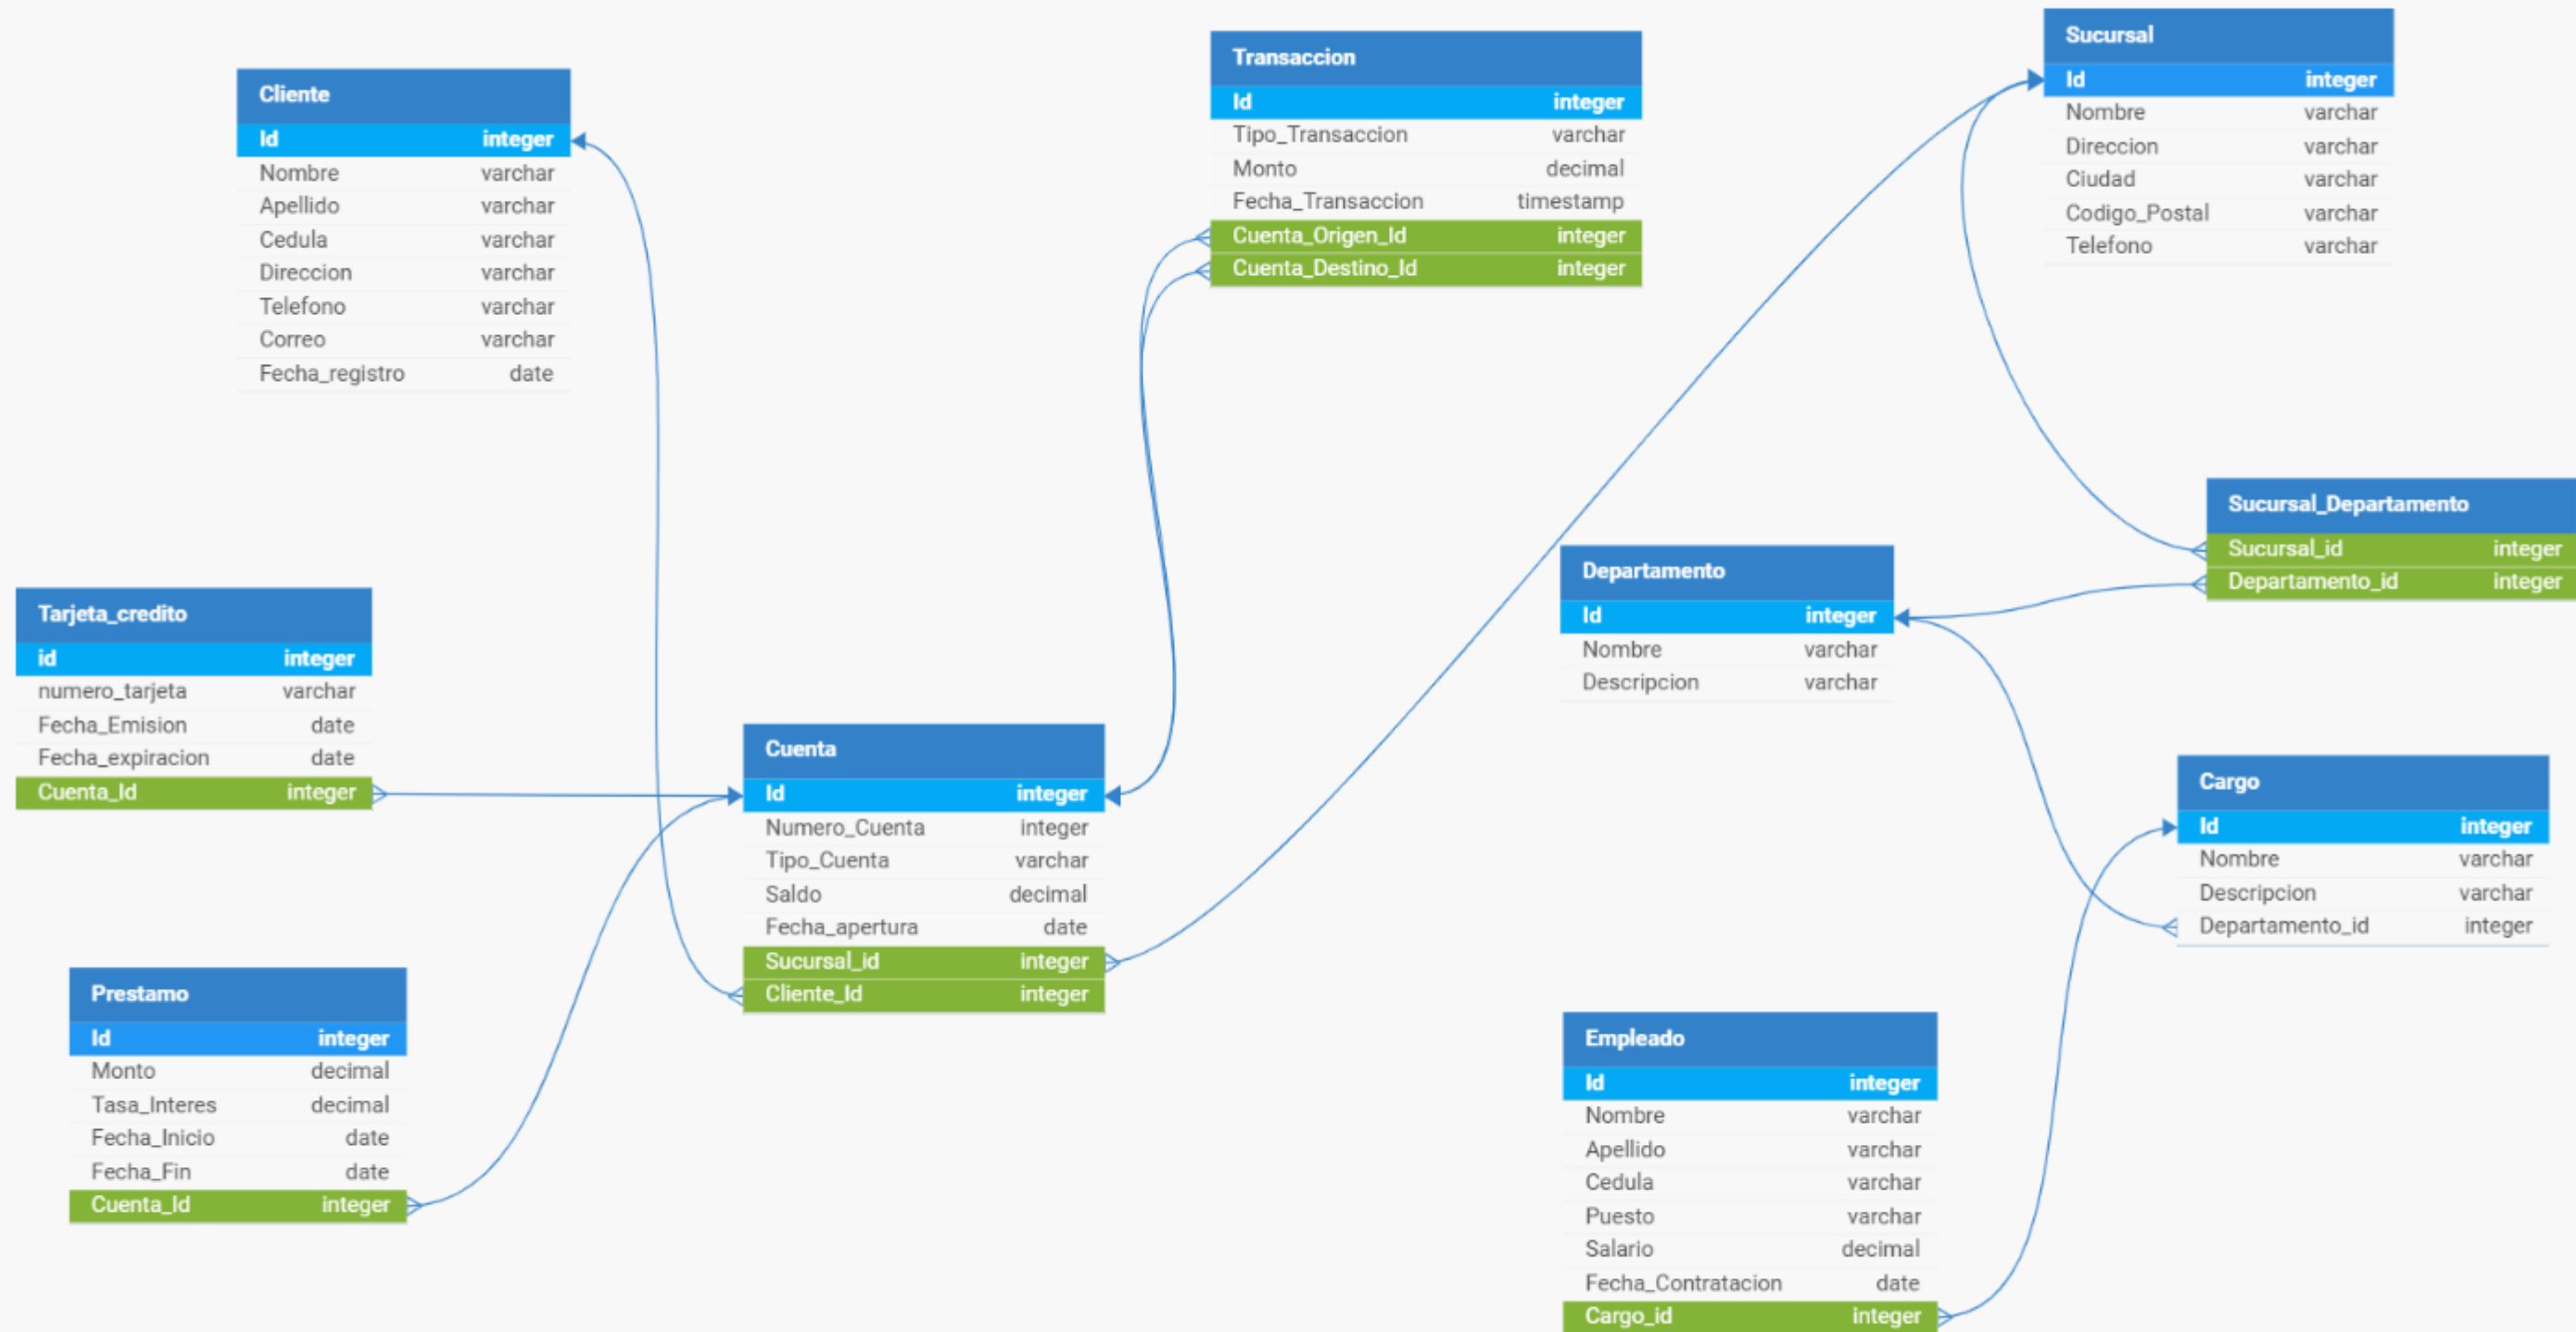 Cliente
Id integer
Nombre varchar
Apellido varchar
Cedula varchar
Direccion varchar
Telefono varchar
Correo varchar
Fecha_registro date
Transaccion
Id integer
Tipo_Transaccion varchar
Monto decimal
Fecha_Transaccion timestamp
Cuenta_Origen_Id integer
Cuenta_Destino_Id integer
Sucursal
Id integer
Nombre varchar
Direccion varchar
Ciudad varchar
Codigo_Postal varchar
Telefono varchar
Sucursal_Departamento
Sucursal_id integer
Departamento_id integer
Departamento
Id integer
Nombre varchar
Descripcion varchar
Tarjeta_credito
id integer
numero_tarjeta varchar
Fecha_Emision date
Fecha_expiracion date
Cuenta_Id integer
Cuenta
Id integer
Numero_Cuenta integer
Tipo_Cuenta varchar
Saldo decimal
Fecha_apertura date
Sucursal_id integer
Cliente_Id integer
Cargo
Id integer
Nombre varchar
Descripcion varchar
Departamento_id integer
Prestamo
Id integer
Monto decimal
Tasa_Interes decimal
Fecha_Inicio date
Fecha_Fin date
Cuenta_Id integer
Empleado
Id integer
Nombre varchar
Apellido varchar
Cedula varchar
Puesto varchar
Salario decimal
Fecha_Contratacion date
Cargo_id integer